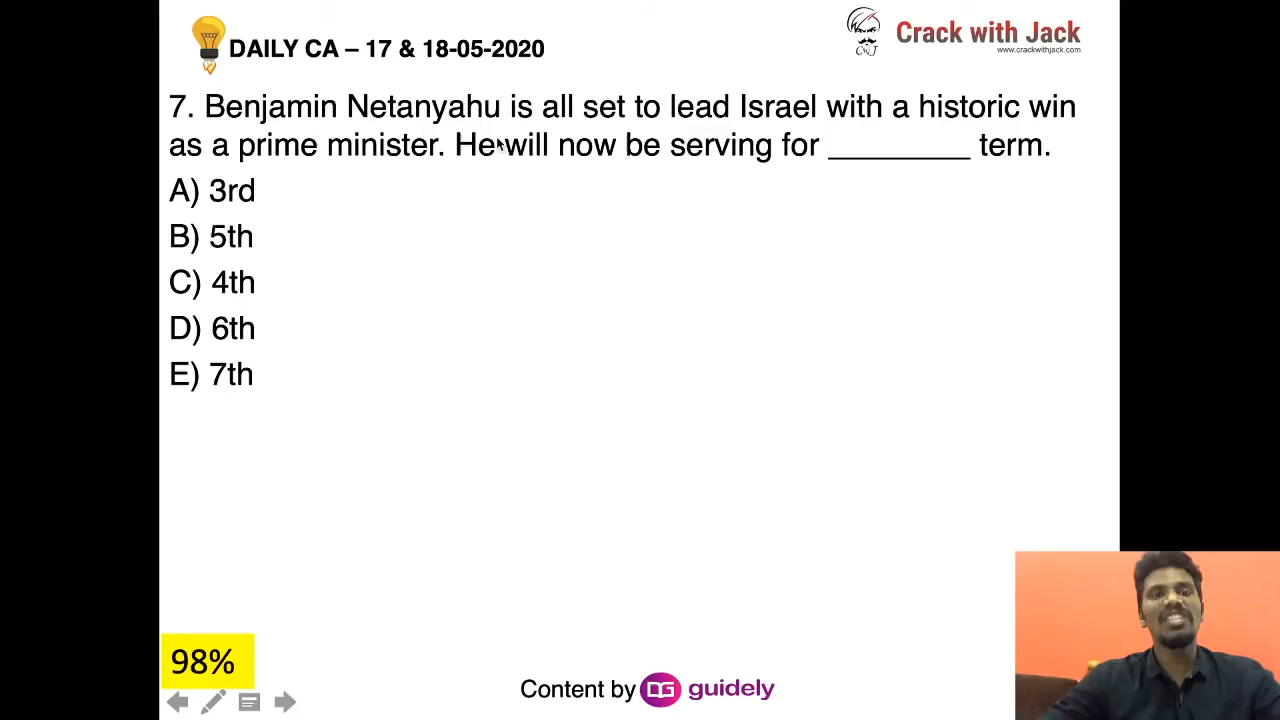 DAILY CA – 17 & 18-05-2020
Crack with Jack
www.crackwithjack.com
CwJ
7. Benjamin Netanyahu is all set to lead Israel with a historic win
as a prime minister. He will now be serving for _________ term.
A) 3rd
B) 5th
C) 4th
D) 6th
E) 7th
98%
Content by DG guidely